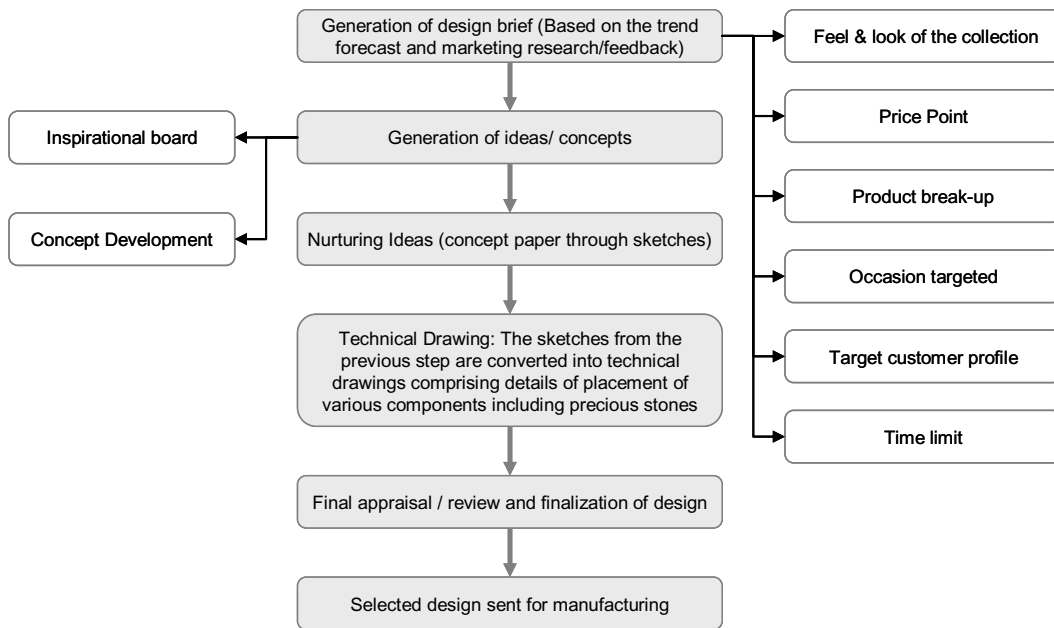 Generation of design brief (Based on the trend
forecast and marketing research/feedback)
Feel & look of the collection
Price Point
Product break-up
Occasion targeted
Target customer profile
Time limit
Generation of ideas/ concepts
Inspirational board
Concept Development
Nurturing Ideas (concept paper through sketches)
Technical Drawing: The sketches from the
previous step are converted into technical
drawings comprising details of placement of
various components including precious stones
Final appraisal / review and finalization of design
Selected design sent for manufacturing